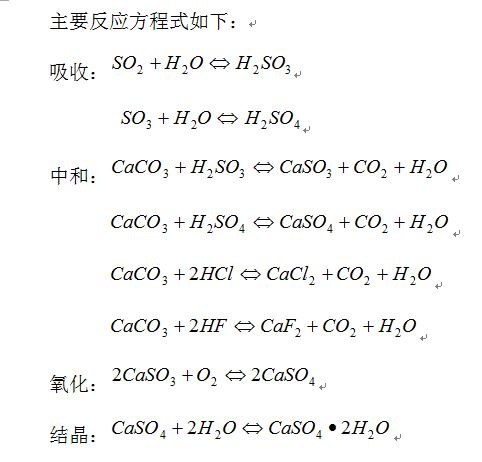 主要反应方程式如下：
吸收：SO₂ + H₂O ⇔ H₂SO₃
SO₃ + H₂O ⇔ H₂SO₄
中和：CaCO₃ + H₂SO₃ ⇔ CaSO₃ + CO₂ + H₂O
CaCO₃ + H₂SO₄ ⇔ CaSO₄ + CO₂ + H₂O
CaCO₃ + 2HCl ⇔ CaCl₂ + CO₂ + H₂O
CaCO₃ + 2HF ⇔ CaF₂ + CO₂ + H₂O
氧化：2CaSO₃ + O₂ ⇔ 2CaSO₄
结晶：CaSO₄ + 2H₂O ⇔ CaSO₄ • 2H₂O